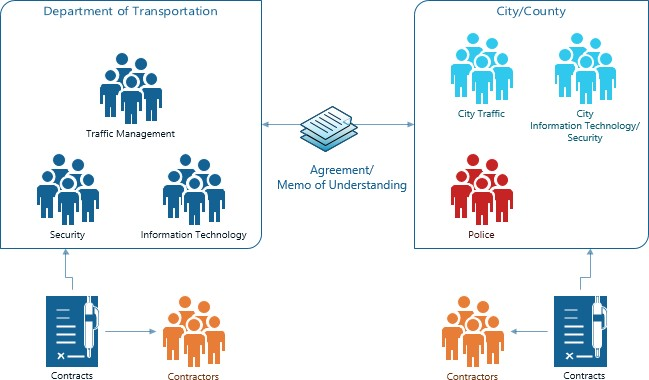 Department of Transportation
Traffic Management
Security
Information Technology
Agreement/
Memo of Understanding
City/County
City Traffic
City
Information Technology/
Security
Police
Contracts
Contractors
Contractors
Contracts